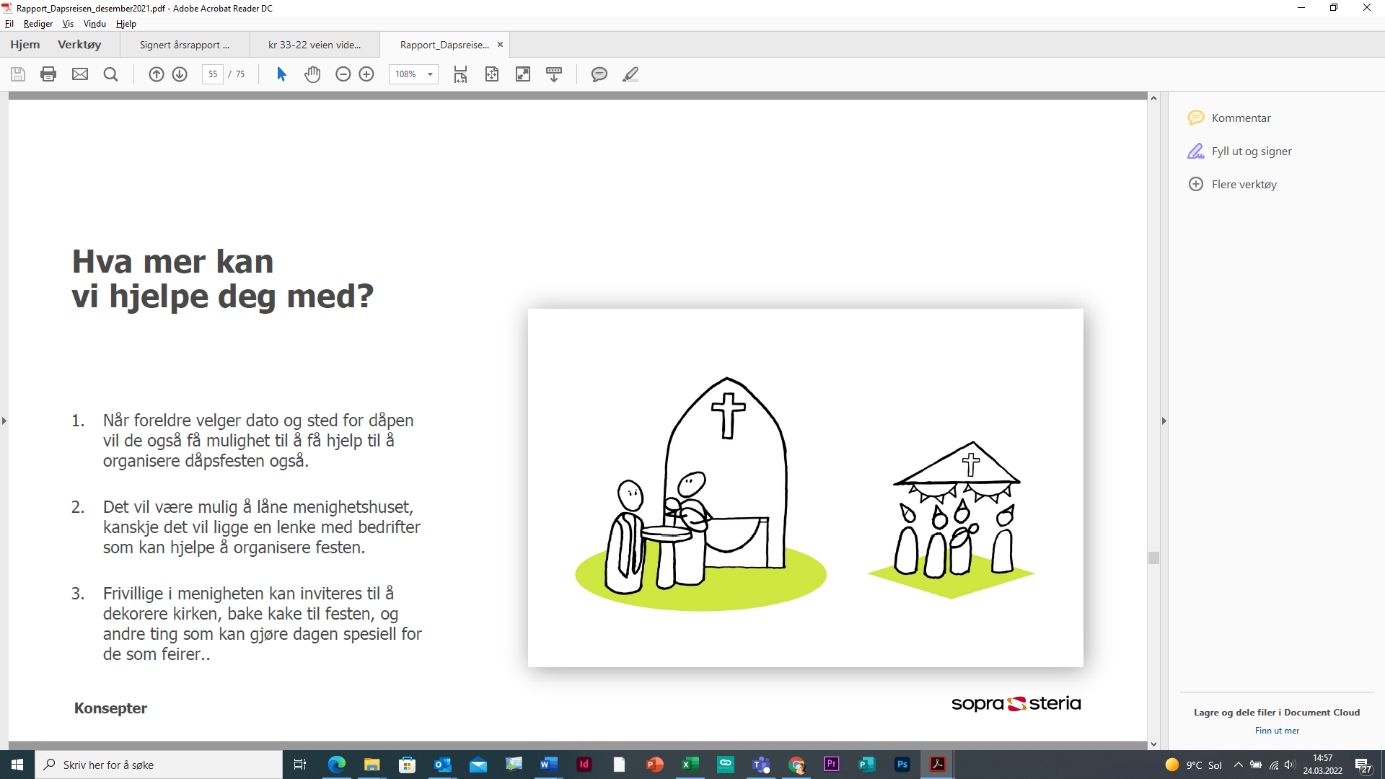 Rapport_Dapsreisen_desember2021.pdf - Adobe Acrobat Reader DC
Fil Rediger Vis Vindu Hjelp
Hjem Verktøy Signert årsrapport ... kr 33-22 veien vide... Rapport_Dapsreise... ×
55 / 75 108%
Kommentar
Fyll ut og signer
Flere verktøy
Hva mer kan
vi hjelpe deg med?
1. Når foreldre velger dato og sted for dåpen
vil de også få mulighet til å få hjelp til å
organisere dåpsfesten også.
2. Det vil være mulig å låne menighetshuset,
kanskje det vil ligge en lenke med bedrifter
som kan hjelpe å organisere festen.
3. Frivillige i menigheten kan inviteres til å
dekorere kirken, bake kake til festen, og
andre ting som kan gjøre dagen spesiell for
de som feirer..
Konsepter
sopra steria
Lagre og dele filer i Document Cloud
Finn ut mer
Skriv her for å søke
9°C Sol
14:57
24.03.2022
27